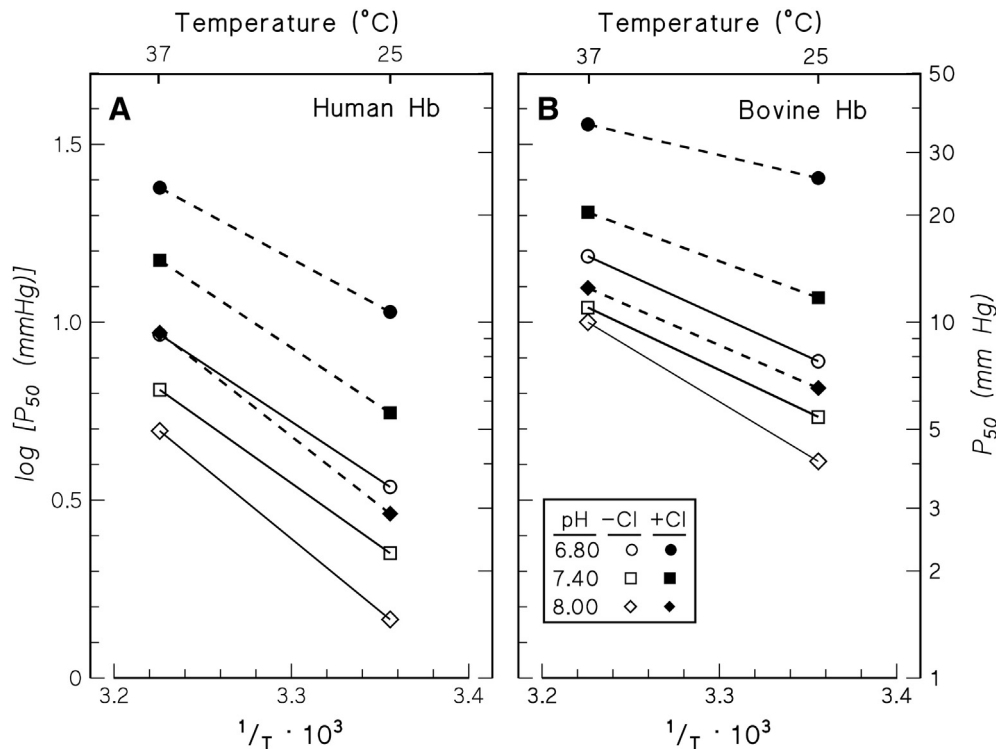 Temperature (°C)
37 25
A Human Hb
1.5
1.0
0.5
0
log [P50 (mmHg)]
3.2 3.3 3.4
1/T · 10³
Temperature (°C)
37 25
B Bovine Hb
50
30
20
10
5
3
2
1
P50 (mm Hg)
pH −Cl +Cl
6.80
7.40
8.00
3.2 3.3 3.4
1/T · 10³